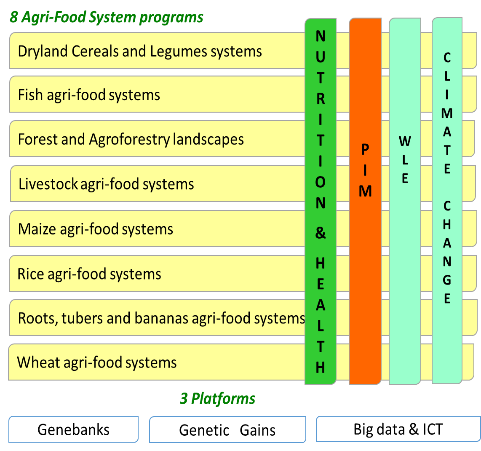 8 Agri-Food System programs
Dryland Cereals and Legumes systems
Fish agri-food systems
Forest and Agroforestry landscapes
Livestock agri-food systems
Maize agri-food systems
Rice agri-food systems
Roots, tubers and bananas agri-food systems
Wheat agri-food systems
NUTRITION & HEALTH
PIM
WLE
CLIMATE CHANGE
3 Platforms
Genebanks
Genetic Gains
Big data & ICT